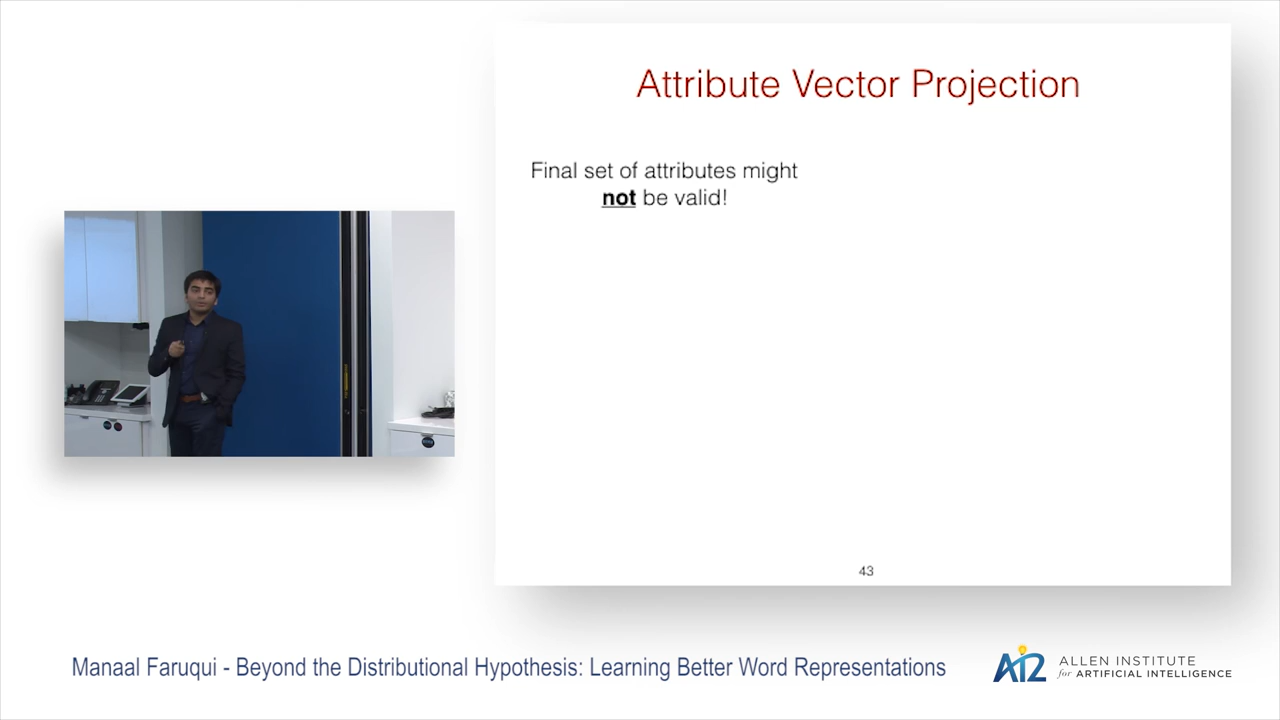 Attribute Vector Projection
Final set of attributes might
not be valid!
43
Manaal Faruqui - Beyond the Distributional Hypothesis: Learning Better Word Representations
AI2
ALLEN INSTITUTE
for ARTIFICIAL INTELLIGENCE